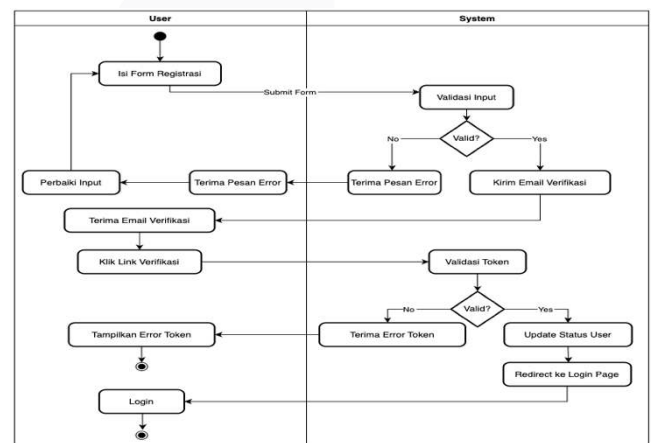 User
System
Isi Form Registrasi
Submit Form
Validasi Input
No
Valid?
Yes
Perbaiki Input
Terima Pesan Error
Terima Pesan Error
Kirim Email Verifikasi
Terima Email Verifikasi
Klik Link Verifikasi
Validasi Token
No
Valid?
Yes
Tampilkan Error Token
Terima Error Token
Update Status User
Redirect ke Login Page
Login